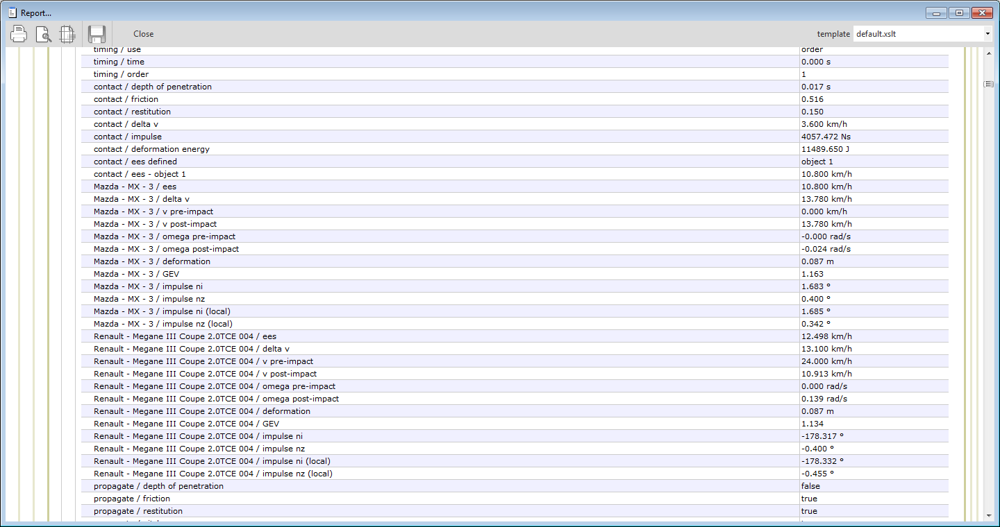 Report...
Close
template default.xslt
timing / use order
timing / time 0.000 s
timing / order 1
contact / depth of penetration 0.017 s
contact / friction 0.516
contact / restitution 0.150
contact / delta v 3.600 km/h
contact / impulse 4057.472 Ns
contact / deformation energy 11489.650 J
contact / ees defined object 1
contact / ees - object 1 10.800 km/h
Mazda - MX - 3 / ees 10.800 km/h
Mazda - MX - 3 / delta v 13.780 km/h
Mazda - MX - 3 / v pre-impact 0.000 km/h
Mazda - MX - 3 / v post-impact 13.780 km/h
Mazda - MX - 3 / omega pre-impact -0.000 rad/s
Mazda - MX - 3 / omega post-impact -0.024 rad/s
Mazda - MX - 3 / deformation 0.087 m
Mazda - MX - 3 / GEV 1.163
Mazda - MX - 3 / impulse ni 1.683 °
Mazda - MX - 3 / impulse nz 0.400 °
Mazda - MX - 3 / impulse ni (local) 1.685 °
Mazda - MX - 3 / impulse nz (local) 0.342 °
Renault - Megane III Coupe 2.0TCE 004 / ees 12.498 km/h
Renault - Megane III Coupe 2.0TCE 004 / delta v 13.100 km/h
Renault - Megane III Coupe 2.0TCE 004 / v pre-impact 24.000 km/h
Renault - Megane III Coupe 2.0TCE 004 / v post-impact 10.913 km/h
Renault - Megane III Coupe 2.0TCE 004 / omega pre-impact 0.000 rad/s
Renault - Megane III Coupe 2.0TCE 004 / omega post-impact 0.139 rad/s
Renault - Megane III Coupe 2.0TCE 004 / deformation 0.087 m
Renault - Megane III Coupe 2.0TCE 004 / GEV 1.134
Renault - Megane III Coupe 2.0TCE 004 / impulse ni -178.317 °
Renault - Megane III Coupe 2.0TCE 004 / impulse nz -0.400 °
Renault - Megane III Coupe 2.0TCE 004 / impulse ni (local) -178.332 °
Renault - Megane III Coupe 2.0TCE 004 / impulse nz (local) -0.455 °
propagate / depth of penetration false
propagate / friction true
propagate / restitution true